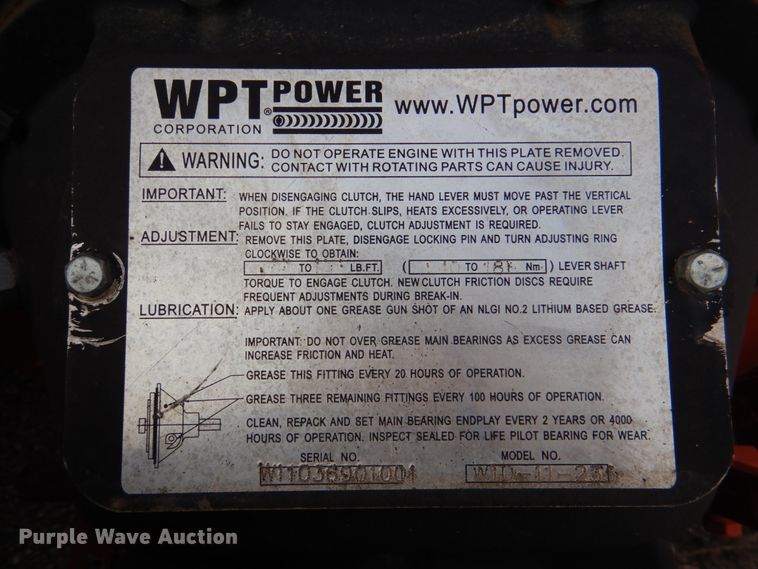 WPT POWER
CORPORATION ®
www.WPTpower.com
WARNING: DO NOT OPERATE ENGINE WITH THIS PLATE REMOVED.
CONTACT WITH ROTATING PARTS CAN CAUSE INJURY.
IMPORTANT: WHEN DISENGAGING CLUTCH, THE HAND LEVER MUST MOVE PAST THE VERTICAL
POSITION. IF THE CLUTCH SLIPS, HEATS EXCESSIVELY, OR OPERATING LEVER
FAILS TO STAY ENGAGED, CLUTCH ADJUSTMENT IS REQUIRED.
ADJUSTMENT: REMOVE THIS PLATE, DISENGAGE LOCKING PIN AND TURN ADJUSTING RING
CLOCKWISE TO OBTAIN:
TO LB.FT. ( TO Nm ) LEVER SHAFT
TORQUE TO ENGAGE CLUTCH. NEW CLUTCH FRICTION DISCS REQUIRE
FREQUENT ADJUSTMENTS DURING BREAK-IN.
LUBRICATION: APPLY ABOUT ONE GREASE GUN SHOT OF AN NLGI NO.2 LITHIUM BASED GREASE.
IMPORTANT: DO NOT OVER GREASE MAIN BEARINGS AS EXCESS GREASE CAN
INCREASE FRICTION AND HEAT.
GREASE THIS FITTING EVERY 20 HOURS OF OPERATION.
GREASE THREE REMAINING FITTINGS EVERY 100 HOURS OF OPERATION.
CLEAN, REPACK AND SET MAIN BEARING ENDPLAY EVERY 2 YEARS OR 4000
HOURS OF OPERATION. INSPECT SEALED FOR LIFE PILOT BEARING FOR WEAR.
SERIAL NO. MODEL NO.
Purple Wave Auction